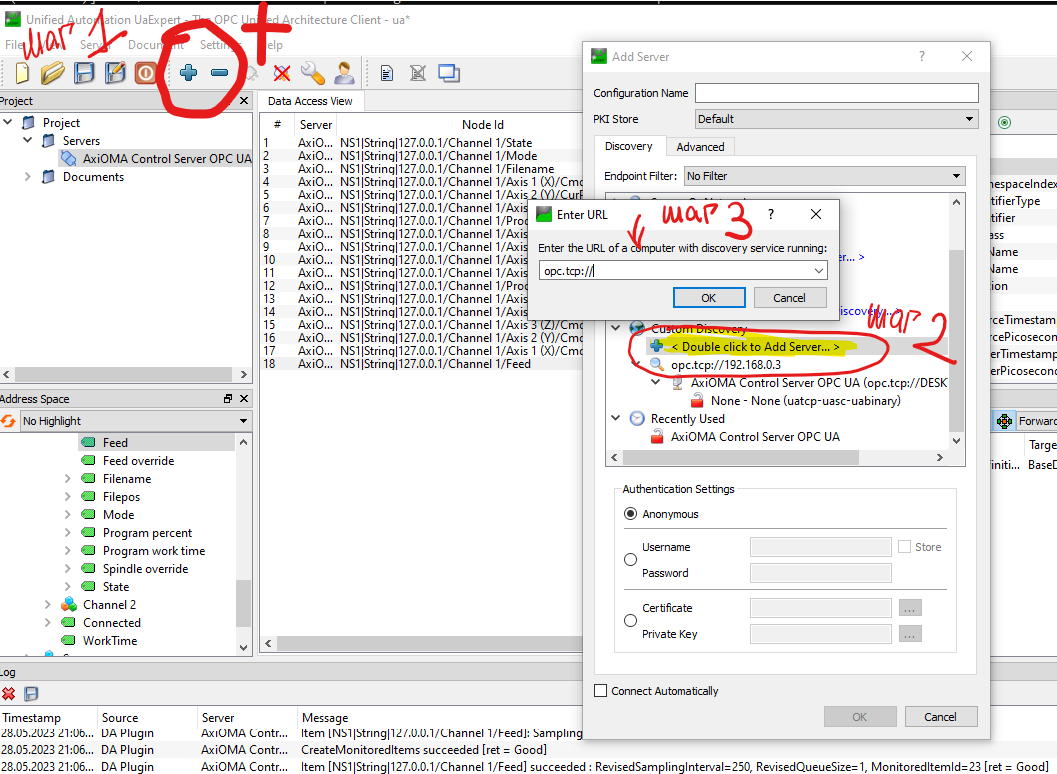 Unified Automation UaExpert - The OPC Unified Architecture Client - ua*
шаг 1
+
Project
Project
Servers
AxiOMA Control Server OPC UA
Documents
Data Access View
# Server Node Id
1 AxiO... NS1|String|127.0.0.1/Channel 1/State
2 AxiO... NS1|String|127.0.0.1/Channel 1/Mode
3 AxiO... NS1|String|127.0.0.1/Channel 1/Filename
4 AxiO... NS1|String|127.0.0.1/Channel 1/Axis 1 (X)/Cmd
5 AxiO... NS1|String|127.0.0.1/Channel 1/Axis 2 (Y)/CurP
6 AxiO... NS1|String|127.0.0.1/Channel 1/Axis
7 AxiO... NS1|String|127.0.0.1/Channel 1/Prog
8 AxiO... NS1|String|127.0.0.1/Channel 1/Axis
9 AxiO... NS1|String|127.0.0.1/Channel 1/Axis
10 AxiO... NS1|String|127.0.0.1/Channel 1/Axis
11 AxiO... NS1|String|127.0.0.1/Channel 1/Axis
12 AxiO... NS1|String|127.0.0.1/Channel 1/Prog
13 AxiO... NS1|String|127.0.0.1/Channel 1/Axis
14 AxiO... NS1|String|127.0.0.1/Channel 1/Axis
15 AxiO... NS1|String|127.0.0.1/Channel 1/Axis 3 (Z)/Cmd
16 AxiO... NS1|String|127.0.0.1/Channel 1/Axis 2 (Y)/Cmd
17 AxiO... NS1|String|127.0.0.1/Channel 1/Axis 1 (X)/Cmd
18 AxiO... NS1|String|127.0.0.1/Channel 1/Feed
Address Space
No Highlight
Feed
Feed override
Filename
Filepos
Mode
Program percent
Program work time
Spindle override
State
Channel 2
Connected
WorkTime
Add Server
Configuration Name
PKI Store Default
Discovery Advanced
Endpoint Filter: No Filter
Enter URL
шаг 3
Enter the URL of a computer with discovery service running:
opc.tcp://
OK Cancel
шаг 2
Custom Discovery
< Double click to Add Server... >
opc.tcp://192.168.0.3
AxiOMA Control Server OPC UA (opc.tcp://DESK
None - None (uatcp-uasc-uabinary)
Recently Used
AxiOMA Control Server OPC UA
Authentication Settings
Anonymous
Username Store
Password
Certificate ...
Private Key ...
Connect Automatically
OK Cancel
Forward
BaseD
Log
Timestamp Source Server Message
28.05.2023 21:06... DA Plugin AxiOMA Contr... Item [NS1|String|127.0.0.1/Channel 1/Feed]: Sampling
28.05.2023 21:06... DA Plugin AxiOMA Contr... CreateMonitoredItems succeeded [ret = Good]
28.05.2023 21:06... DA Plugin AxiOMA Contr... Item [NS1|String|127.0.0.1/Channel 1/Feed] succeeded : RevisedSamplingInterval=250, RevisedQueueSize=1, MonitoredItemId=23 [ret = Good]